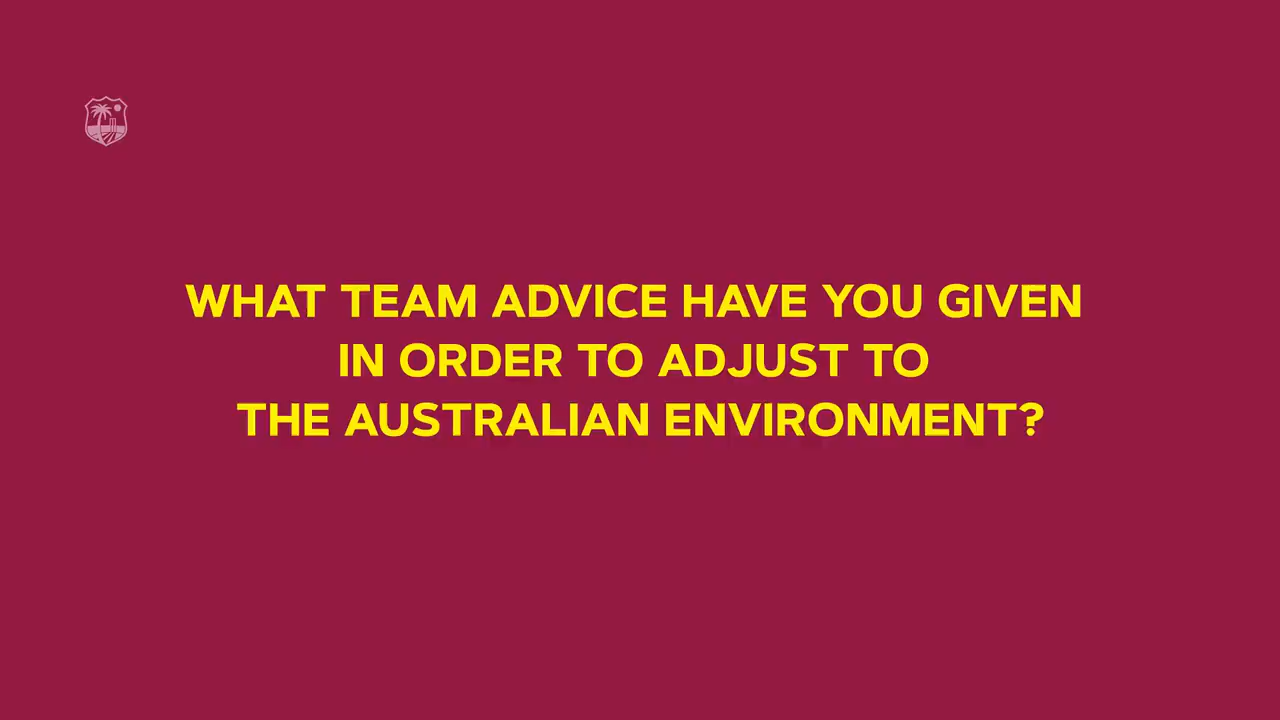 WHAT TEAM ADVICE HAVE YOU GIVEN
IN ORDER TO ADJUST TO
THE AUSTRALIAN ENVIRONMENT?